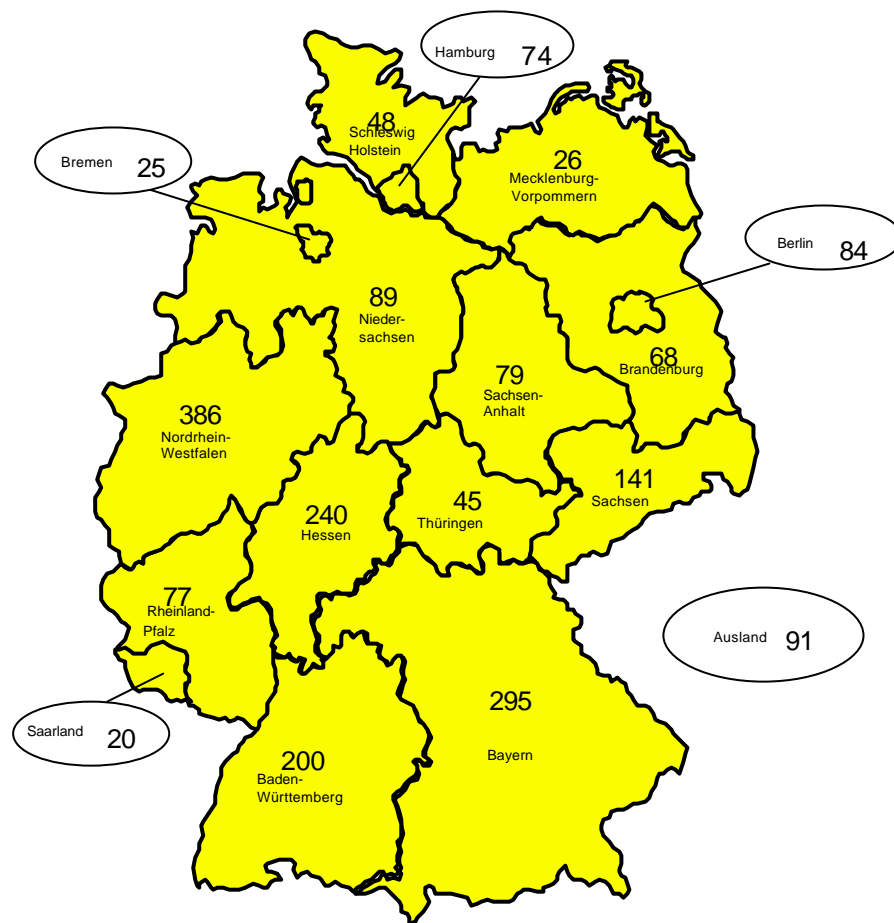 Hamburg 74
48
Schleswig
Holstein
Bremen 25
26
Mecklenburg-
Vorpommern
Berlin 84
89
Nieder-
sachsen
68
Brandenburg
79
Sachsen-
Anhalt
386
Nordrhein-
Westfalen
141
Sachsen
45
Thüringen
240
Hessen
77
Rheinland-
Pfalz
Ausland 91
295
Bayern
Saarland 20
200
Baden-
Württemberg